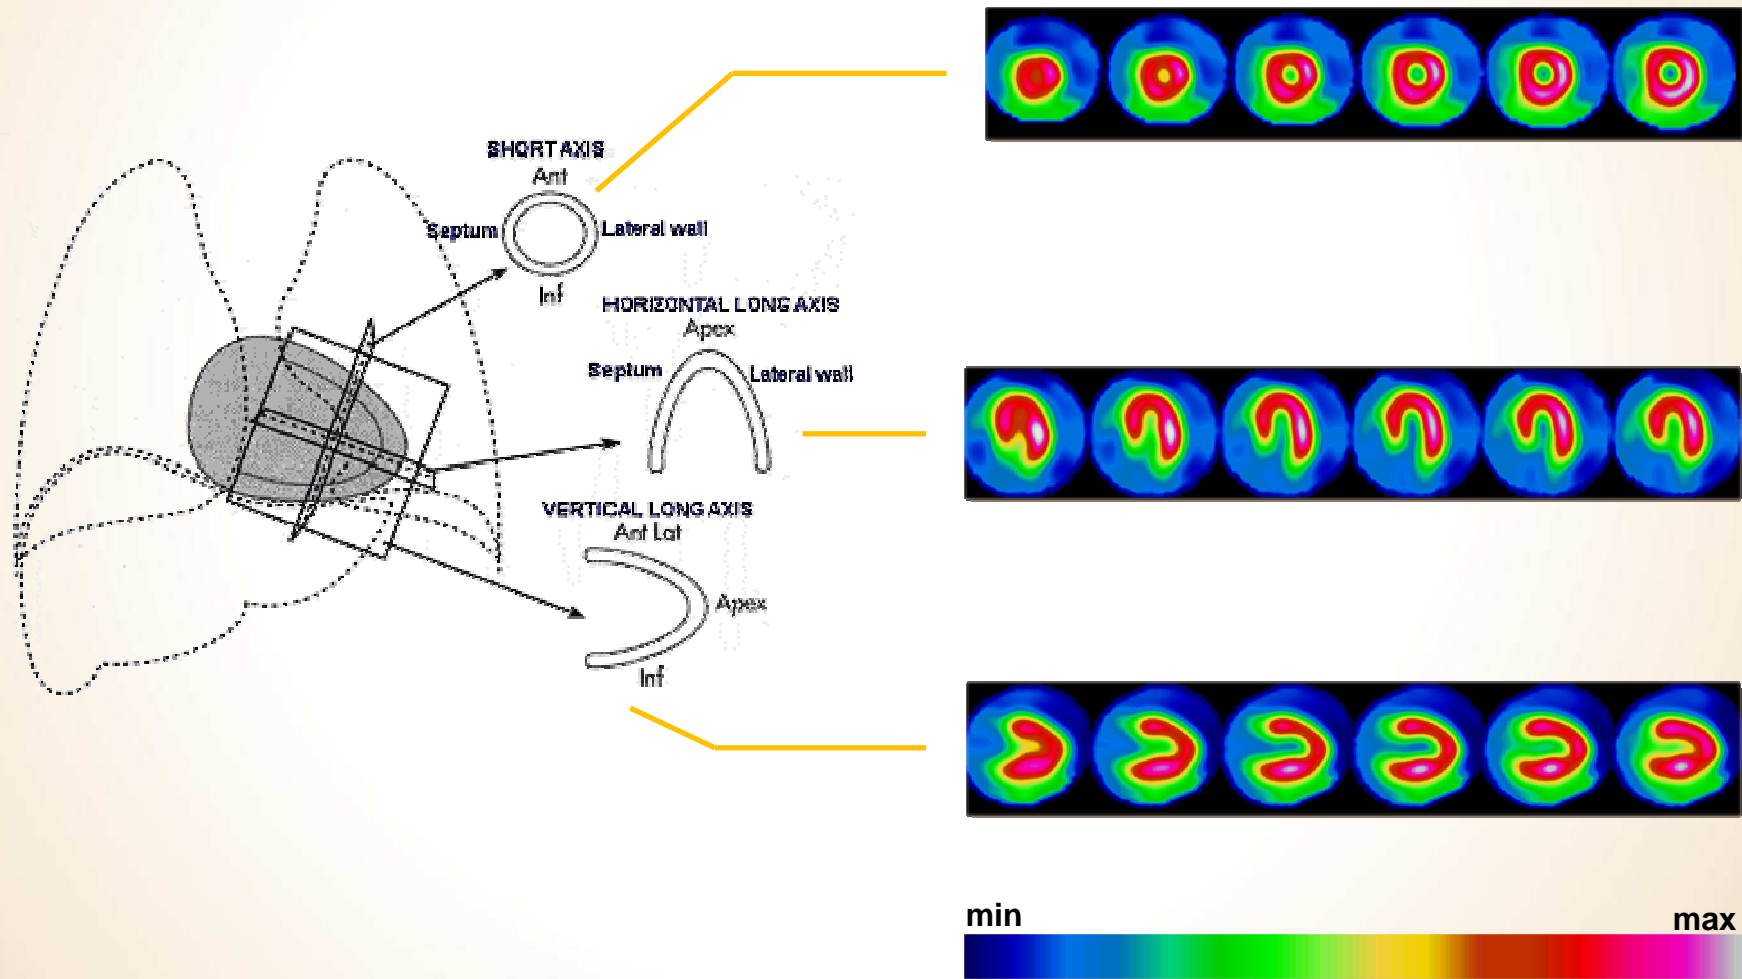 SHORT AXIS
Ant
Septum
Lateral wall
Inf
HORIZONTAL LONG AXIS
Apex
Septum
Lateral wall
VERTICAL LONG AXIS
Ant Lat
Apex
Inf
min
max